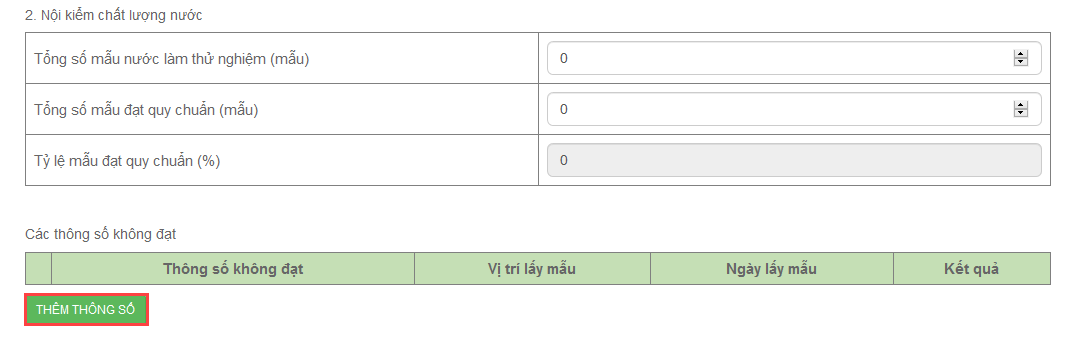 2. Nội kiểm chất lượng nước
Tổng số mẫu nước làm thử nghiệm (mẫu)
0
Tổng số mẫu đạt quy chuẩn (mẫu)
0
Tỷ lệ mẫu đạt quy chuẩn (%)
0
Các thông số không đạt
Thông số không đạt
Vị trí lấy mẫu
Ngày lấy mẫu
Kết quả
THÊM THÔNG SỐ